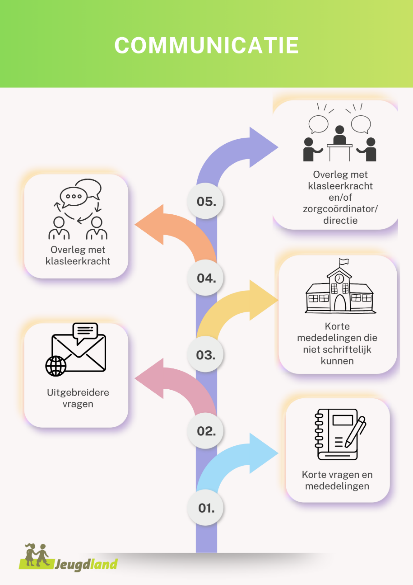 COMMUNICATIE
05.
Overleg met
klasleerkracht
en/of
zorgcoördinator/
directie
04.
Overleg met
klasleerkracht
03.
Korte
mededelingen die
niet schriftelijk
kunnen
02.
Uitgebreidere
vragen
01.
Korte vragen en
mededelingen
Jeugdland